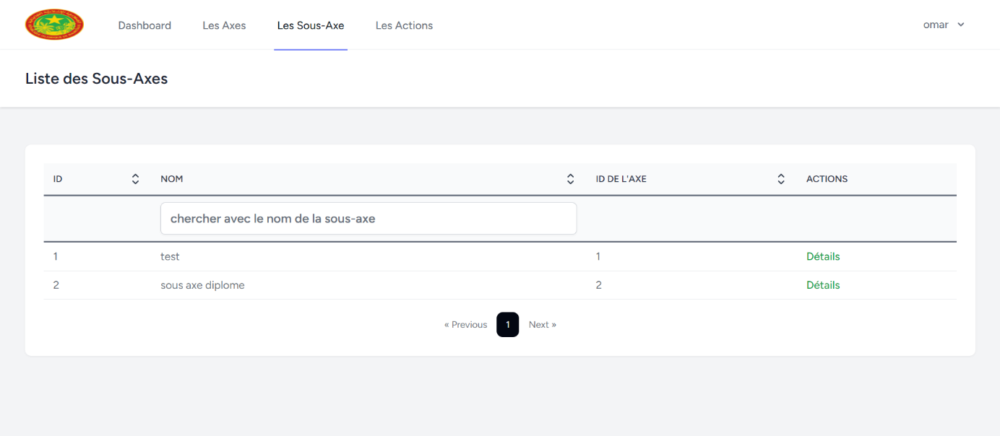 Dashboard Les Axes Les Sous-Axe Les Actions omar
Liste des Sous-Axes
ID NOM ID DE L'AXE ACTIONS
chercher avec le nom de la sous-axe
1 test 1 Détails
2 sous axe diplome 2 Détails
« Previous 1 Next »